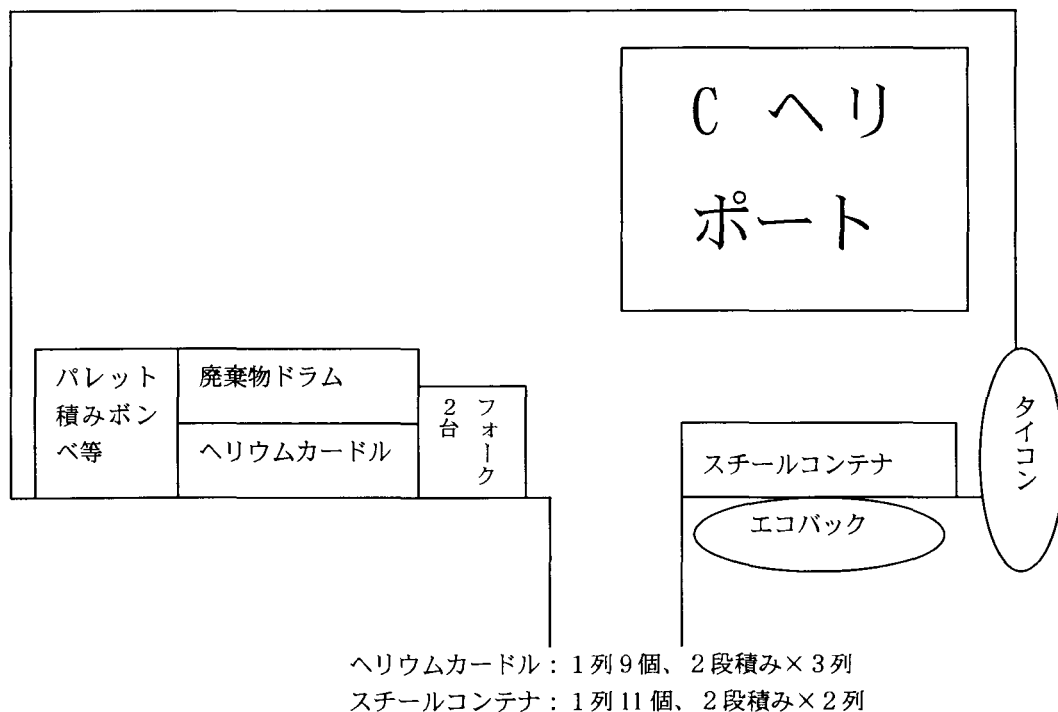 C ヘリ
ポート
パレット
積みボン
ベ等
廃棄物ドラム
ヘリウムカードル
フォーク
2台
スチールコンテナ
エコバック
タイコン
ヘリウムカードル：1列9個、2段積み×3列
スチールコンテナ：1列11個、2段積み×2列